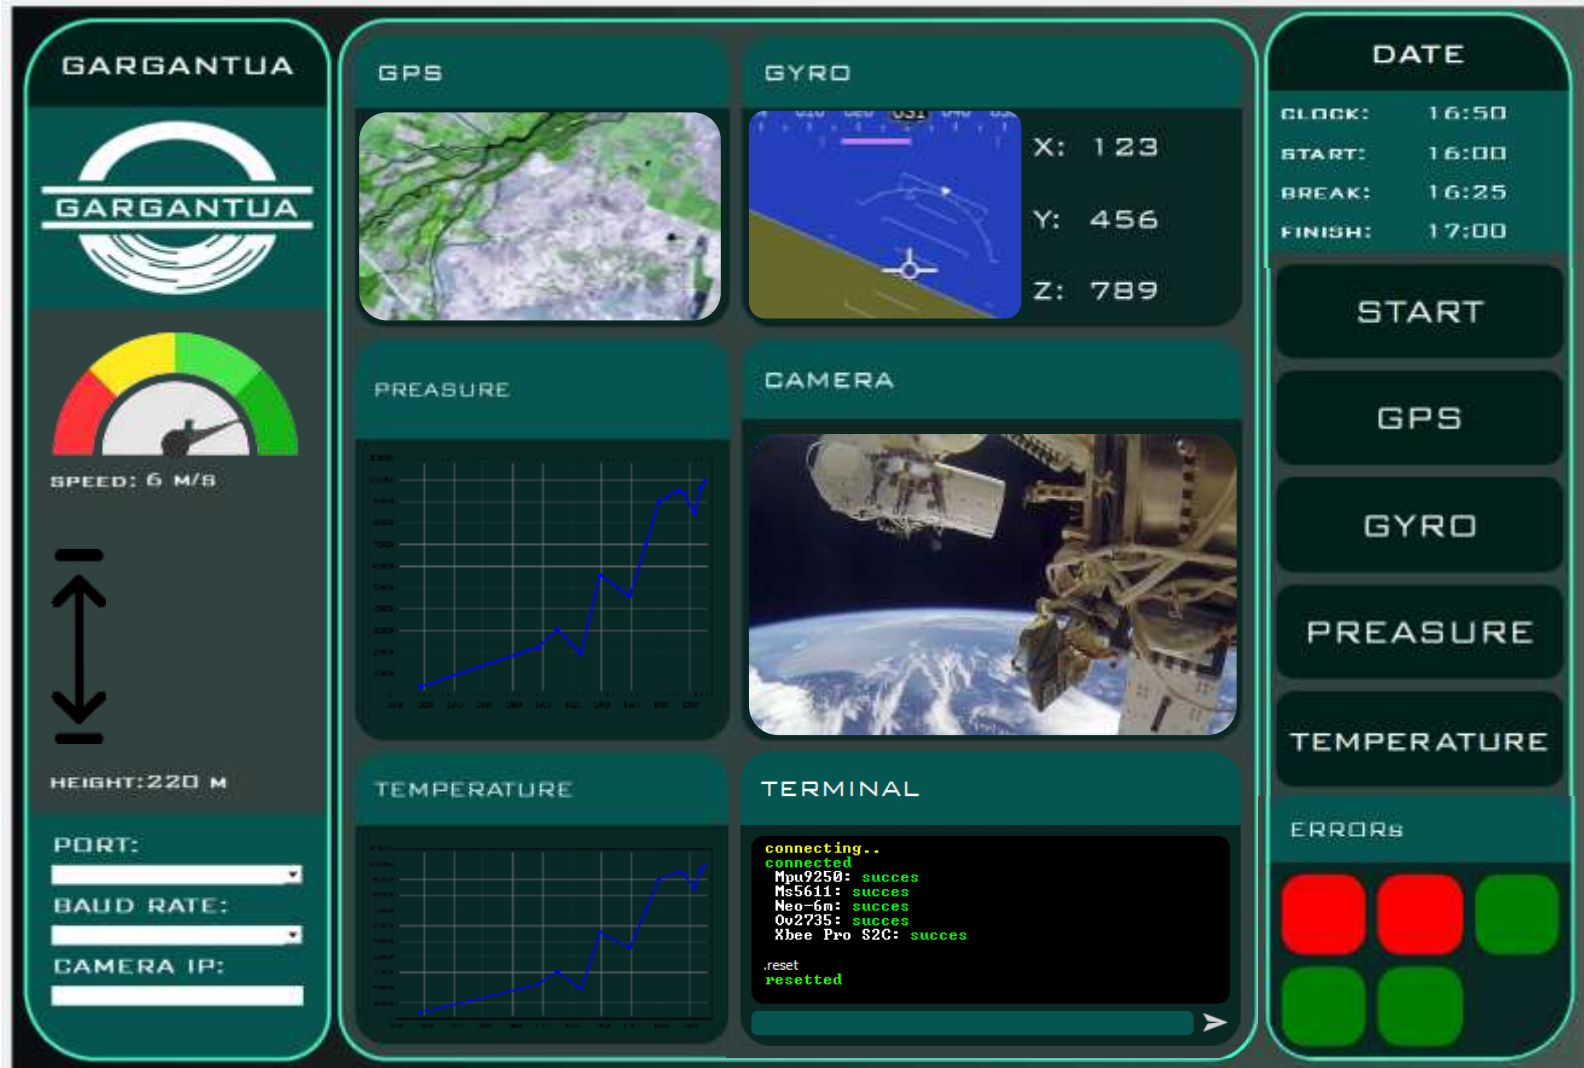 GARGANTUA
GARGANTUA
SPEED: 6 M/S
HEIGHT:220 M
PORT:
BAUD RATE:
CAMERA IP:
GPS
GYRO
031
X: 123
Y: 456
Z: 789
PREASURE
CAMERA
TEMPERATURE
TERMINAL
connecting..
connected
Mpu9250: succes
Ms5611: succes
Neo-6m: succes
Ov2735: succes
Xbee Pro S2C: succes
.reset
resetted
DATE
CLOCK: 16:50
START: 16:00
BREAK: 16:25
FINISH: 17:00
START
GPS
GYRO
PREASURE
TEMPERATURE
ERRORs